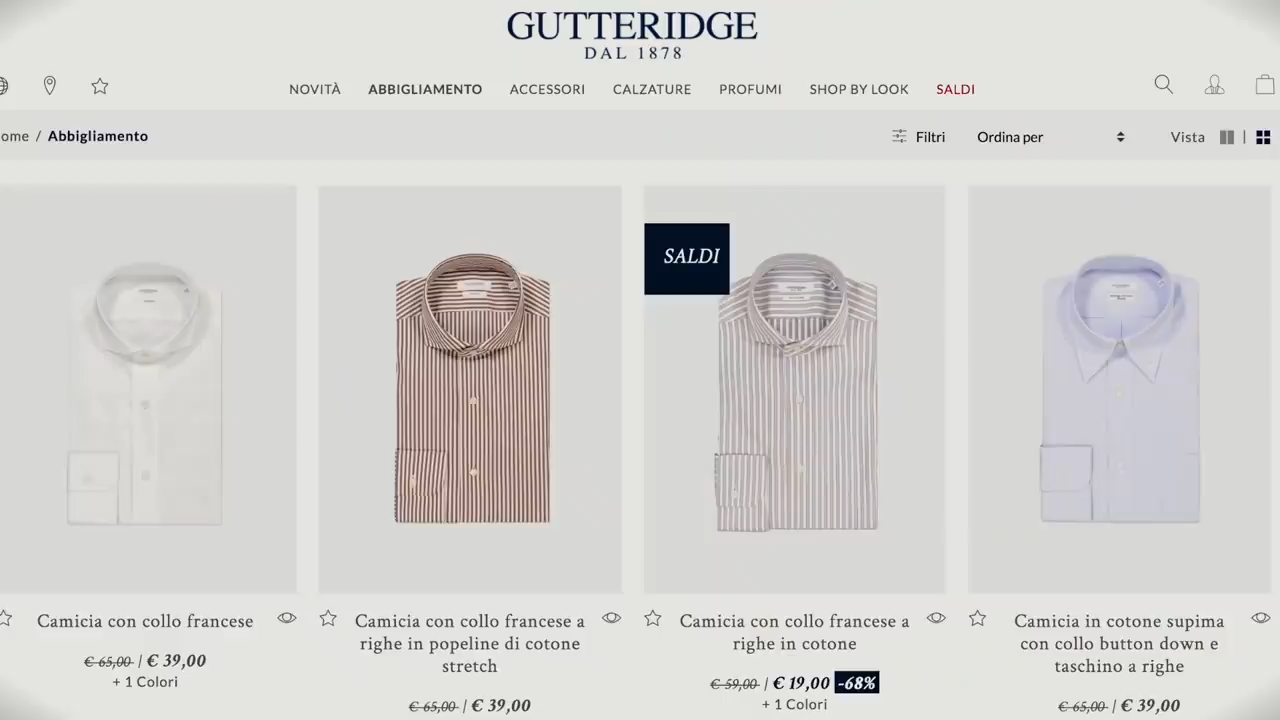 GUTTERIDGE
DAL 1878
NOVITÀ ABBIGLIAMENTO ACCESSORI CALZATURE PROFUMI SHOP BY LOOK SALDI
ome / Abbigliamento
Filtri Ordina per Vista
SALDI
Camicia con collo francese
€ 65,00 / € 39,00
+ 1 Colori
Camicia con collo francese a
righe in popeline di cotone
stretch
€ 65,00 / € 39,00
Camicia con collo francese a
righe in cotone
€ 59,00 / € 19,00 -68%
+ 1 Colori
Camicia in cotone supima
con collo button down e
taschino a righe
€ 65,00 / € 39,00